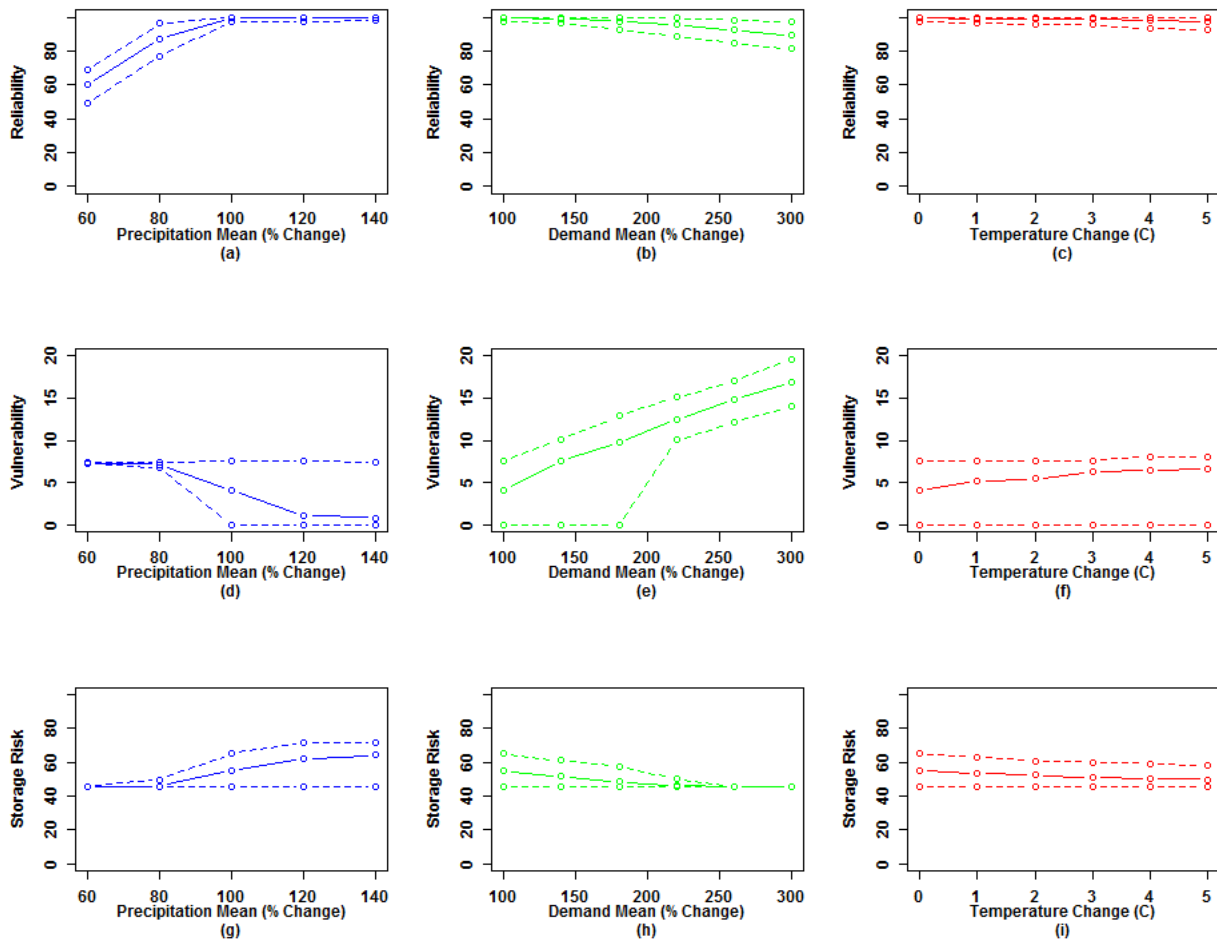 Reliability
0 20 40 60 80
60 80 100 120 140
Precipitation Mean (% Change)
(a)
Reliability
0 20 40 60 80
100 150 200 250 300
Demand Mean (% Change)
(b)
Reliability
0 20 40 60 80
0 1 2 3 4 5
Temperature Change (C)
(c)
Vulnerability
0 5 10 15 20
60 80 100 120 140
Precipitation Mean (% Change)
(d)
Vulnerability
0 5 10 15 20
100 150 200 250 300
Demand Mean (% Change)
(e)
Vulnerability
0 5 10 15 20
0 1 2 3 4 5
Temperature Change (C)
(f)
Storage Risk
0 20 40 60 80
60 80 100 120 140
Precipitation Mean (% Change)
(g)
Storage Risk
0 20 40 60 80
100 150 200 250 300
Demand Mean (% Change)
(h)
Storage Risk
0 20 40 60 80
0 1 2 3 4 5
Temperature Change (C)
(i)